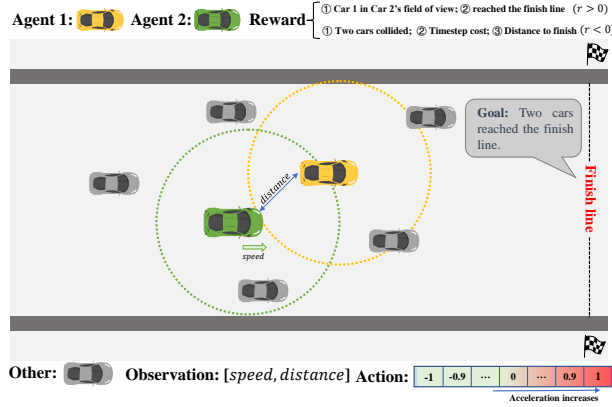 Agent 1: Agent 2: Reward
① Car 1 in Car 2's field of view; ② reached the finish line (r > 0)
① Two cars collided; ② Timestep cost; ③ Distance to finish (r < 0)
Goal: Two cars
reached the finish
line.
distance
speed
Finish line
Other: Observation: [speed, distance] Action: -1 -0.9 ... 0 ... 0.9 1
Acceleration increases